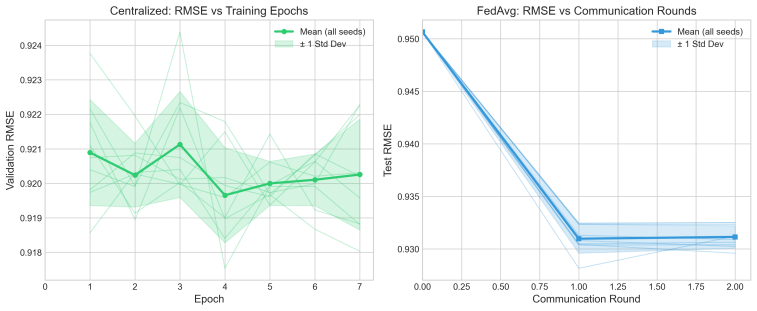 Centralized: RMSE vs Training Epochs
Mean (all seeds)
± 1 Std Dev
Validation RMSE
0.924
0.923
0.922
0.921
0.920
0.919
0.918
0 1 2 3 4 5 6 7
Epoch
FedAvg: RMSE vs Communication Rounds
Mean (all seeds)
± 1 Std Dev
Test RMSE
0.950
0.945
0.940
0.935
0.930
0.00 0.25 0.50 0.75 1.00 1.25 1.50 1.75 2.00
Communication Round